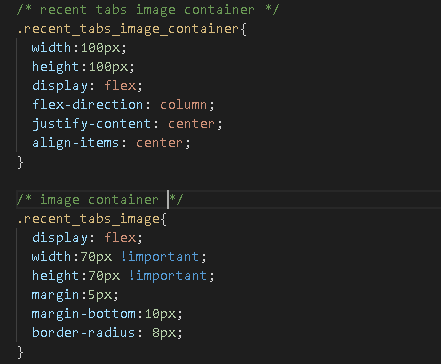 /* recent tabs image container */
.recent_tabs_image_container{
width:100px;
height:100px;
display: flex;
flex-direction: column;
justify-content: center;
align-items: center;
}
/* image container */
.recent_tabs_image{
display: flex;
width:70px !important;
height:70px !important;
margin:5px;
margin-bottom:10px;
border-radius: 8px;
}